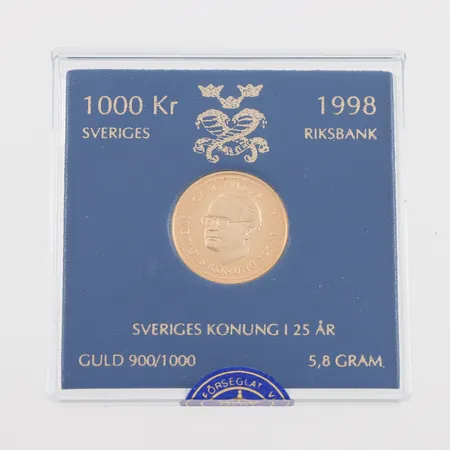 1000 Kr 1998
SVERIGES RIKSBANK
SVERIGES KONUNG I 25 ÅR
GULD 900/1000 5,8 GRAM
FÖRSEGLAT